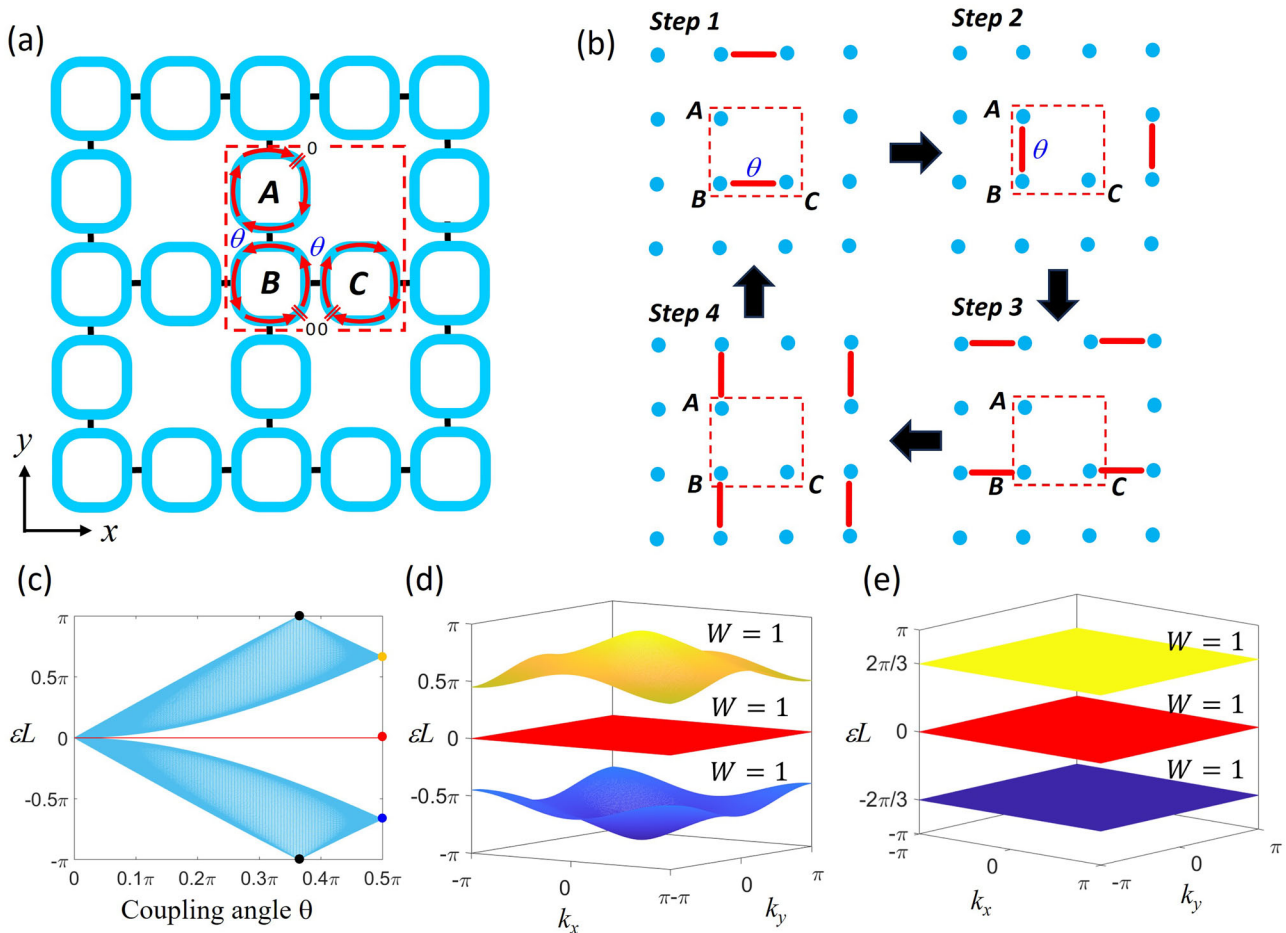 (a)
0
A
θ
θ
B
C
00
y
x
(b)
Step 1
A
θ
B
C
Step 2
A
θ
B
C
Step 4
A
B
C
Step 3
A
B
C
(c)
π
0.5π
εL
0
-0.5π
-π
0 0.1π 0.2π 0.3π 0.4π 0.5π
Coupling angle θ
(d)
π
W = 1
0.5π
W = 1
εL
0
W = 1
-0.5π
-π
-π 0 π -π 0 π
kx
ky
(e)
π
W = 1
2π/3
W = 1
εL
0
W = 1
-2π/3
-π
-π 0 π -π 0 π
kx
ky